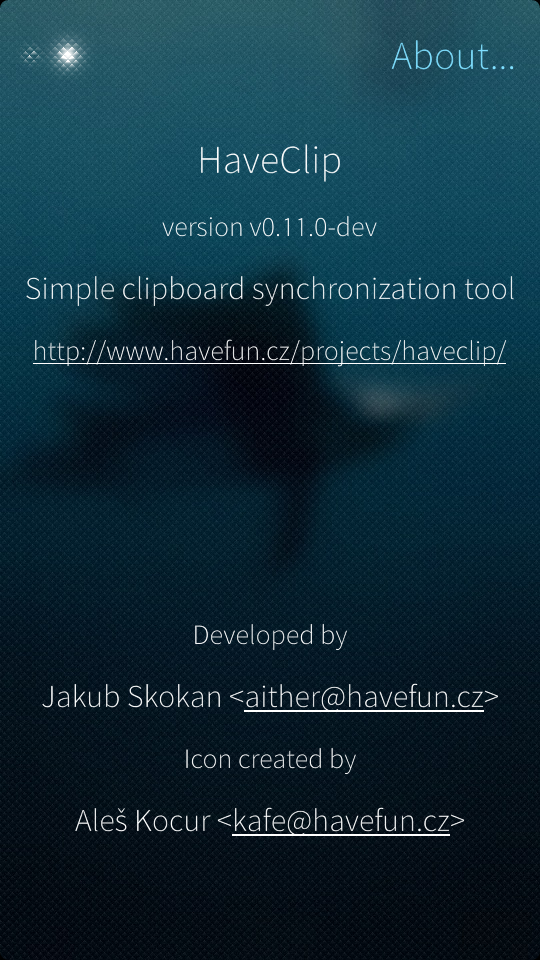 About...
HaveClip
version v0.11.0-dev
Simple clipboard synchronization tool
http://www.havefun.cz/projects/haveclip/
Developed by
Jakub Skokan <aither@havefun.cz>
Icon created by
Aleš Kocur <kafe@havefun.cz>